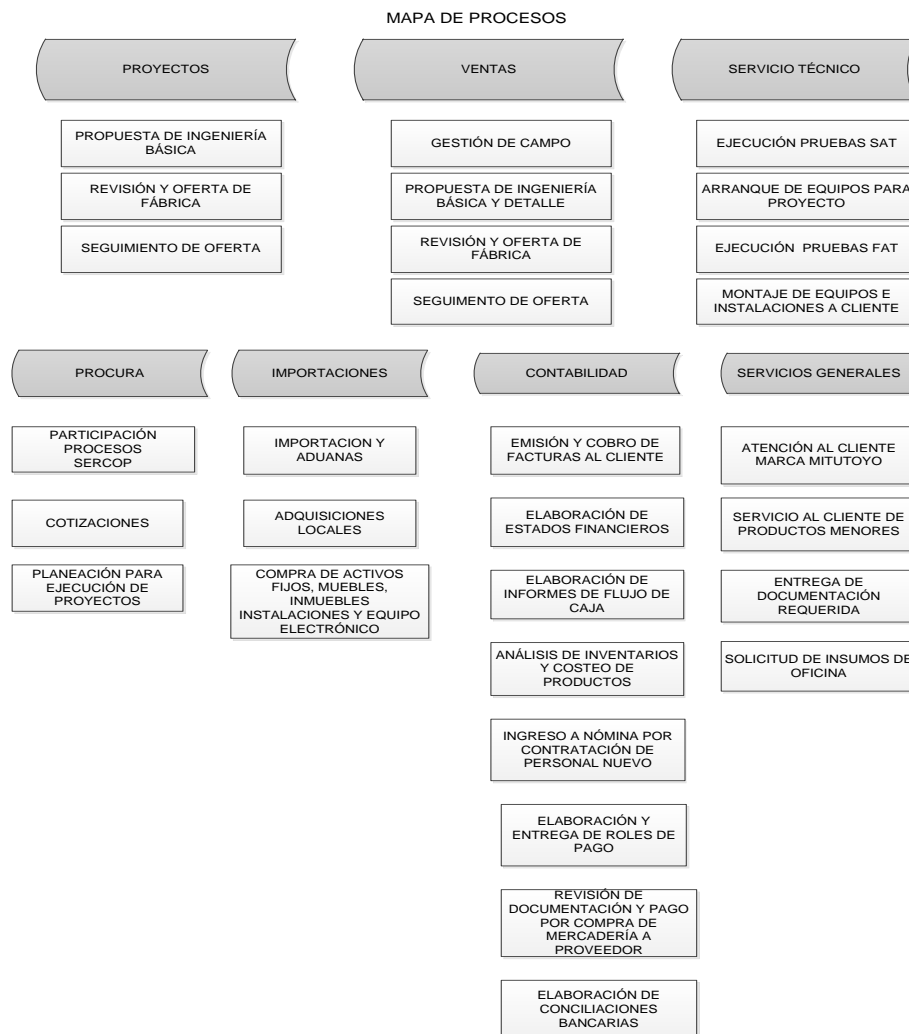 MAPA DE PROCESOS
PROYECTOS
PROPUESTA DE INGENIERÍA
BÁSICA
REVISIÓN Y OFERTA DE
FÁBRICA
SEGUIMIENTO DE OFERTA
VENTAS
GESTIÓN DE CAMPO
PROPUESTA DE INGENIERÍA
BÁSICA Y DETALLE
REVISIÓN Y OFERTA DE
FÁBRICA
SEGUIMENTO DE OFERTA
SERVICIO TÉCNICO
EJECUCIÓN PRUEBAS SAT
ARRANQUE DE EQUIPOS PARA
PROYECTO
EJECUCIÓN PRUEBAS FAT
MONTAJE DE EQUIPOS E
INSTALACIONES A CLIENTE
PROCURA
PARTICIPACIÓN
PROCESOS
SERCOP
COTIZACIONES
PLANEACIÓN PARA
EJECUCIÓN DE
PROYECTOS
IMPORTACIONES
IMPORTACION Y
ADUANAS
ADQUISICIONES
LOCALES
COMPRA DE ACTIVOS
FIJOS, MUEBLES,
INMUEBLES
INSTALACIONES Y EQUIPO
ELECTRÓNICO
CONTABILIDAD
EMISIÓN Y COBRO DE
FACTURAS AL CLIENTE
ELABORACIÓN DE
ESTADOS FINANCIEROS
ELABORACIÓN DE
INFORMES DE FLUJO DE
CAJA
ANÁLISIS DE INVENTARIOS
Y COSTEO DE
PRODUCTOS
INGRESO A NÓMINA POR
CONTRATACIÓN DE
PERSONAL NUEVO
ELABORACIÓN Y
ENTREGA DE ROLES DE
PAGO
REVISIÓN DE
DOCUMENTACIÓN Y PAGO
POR COMPRA DE
MERCADERÍA A
PROVEEDOR
ELABORACIÓN DE
CONCILIACIONES
BANCARIAS
SERVICIOS GENERALES
ATENCIÓN AL CLIENTE
MARCA MITUTOYO
SERVICIO AL CLIENTE DE
PRODUCTOS MENORES
ENTREGA DE
DOCUMENTACIÓN
REQUERIDA
SOLICITUD DE INSUMOS DE
OFICINA